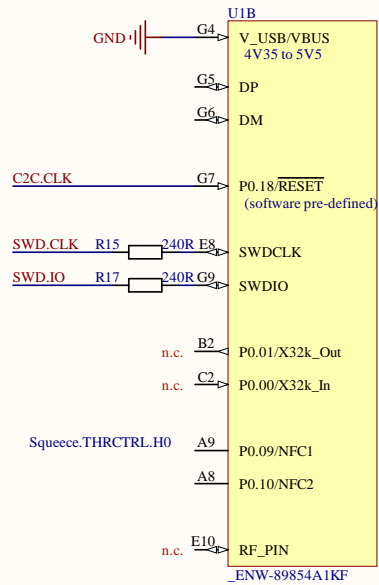 U1B
GND G4 V_USB/VBUS
4V35 to 5V5
G5 DP
G6 DM
C2C.CLK G7 P0.18/RESET
(software pre-defined)
SWD.CLK R15 240R E8 SWDCLK
SWD.IO R17 240R G9 SWDIO
n.c. B2 P0.01/X32k_Out
n.c. C2 P0.00/X32k_In
Squeece.THRCTRL.H0 A9 P0.09/NFC1
A8 P0.10/NFC2
n.c. E10 RF_PIN
_ENW-89854A1KF